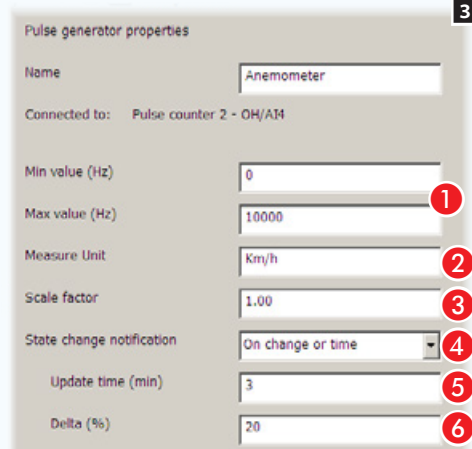 3
Pulse generator properties
Name Anemometer
Connected to: Pulse counter 2 - OH/AI4
Min value (Hz) 0
1
Max value (Hz) 10000
Measure Unit Km/h 2
Scale factor 1.00 3
State change notification On change or time 4
Update time (min) 3 5
Delta (%) 20 6